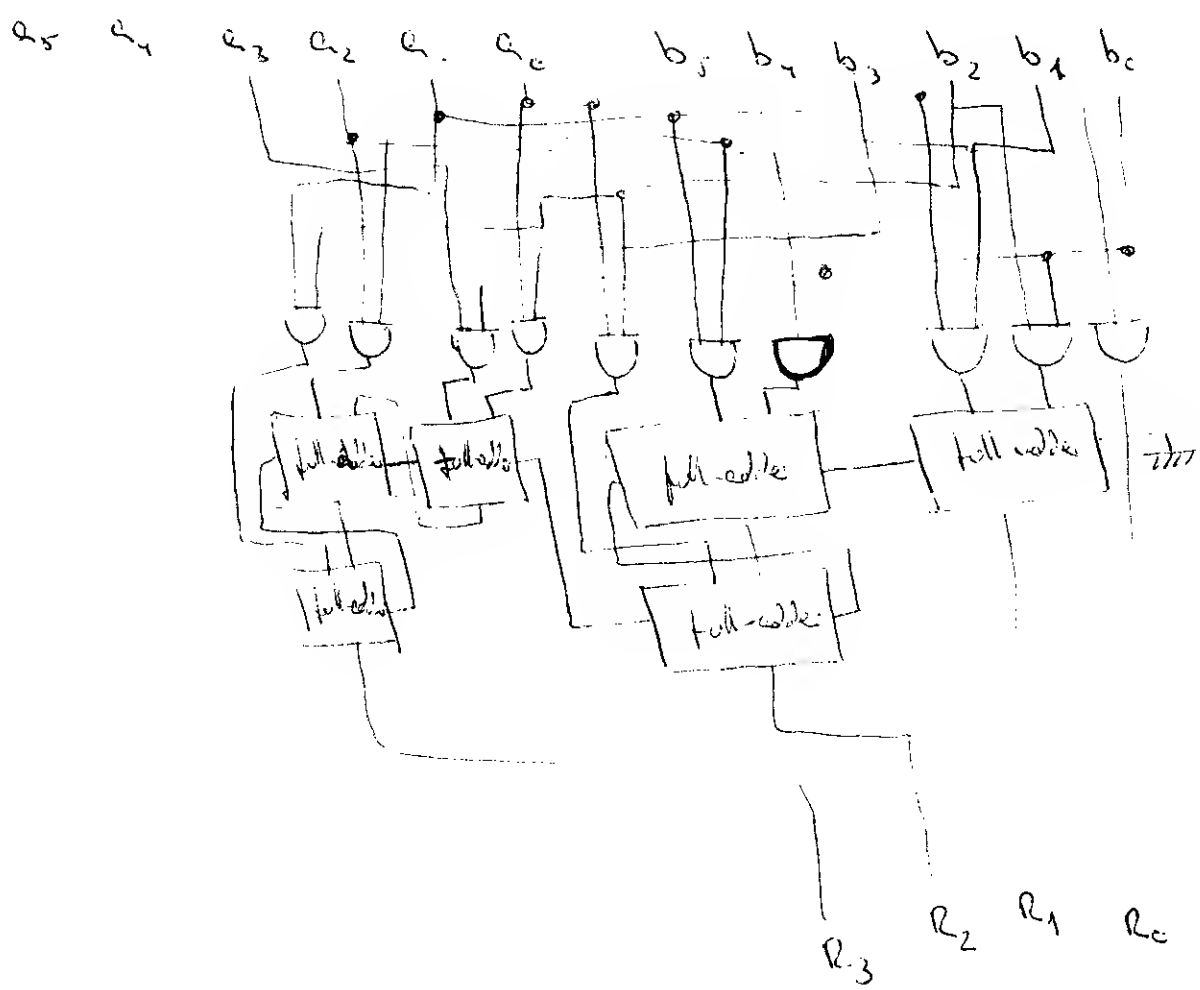 a5 a4 a3 a2 a1 a0 b5 b4 b3 b2 b1 b0
full-adder full-adder full-adder full-adder
full-adder full-adder
R3 R2 R1 R0